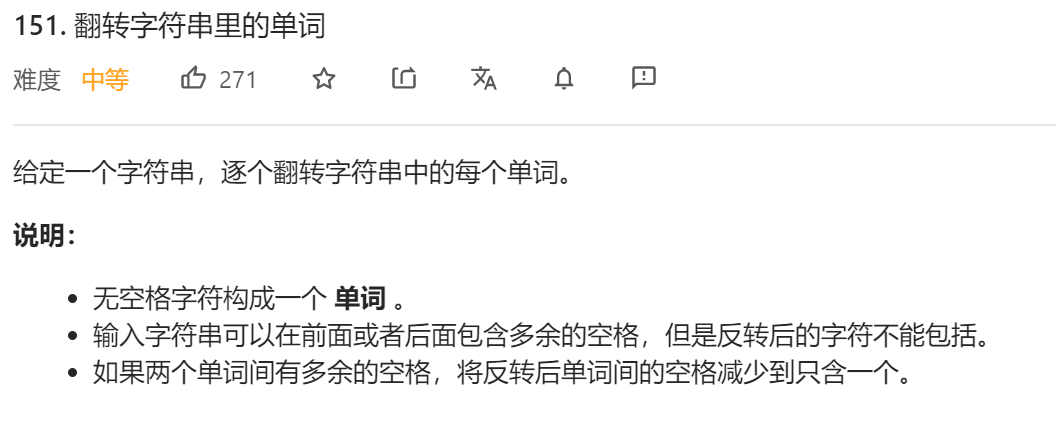 151. 翻转字符串里的单词
难度 中等 271
给定一个字符串，逐个翻转字符串中的每个单词。
说明：
无空格字符构成一个 单词 。
输入字符串可以在前面或者后面包含多余的空格，但是反转后的字符不能包括。
如果两个单词间有多余的空格，将反转后单词间的空格减少到只含一个。